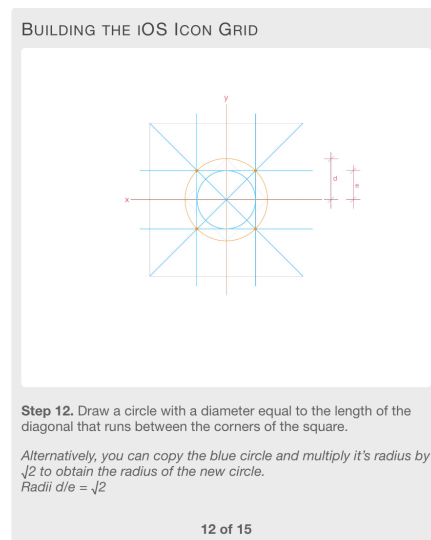 BUILDING THE IOS ICON GRID
y
d
e
x
Step 12. Draw a circle with a diameter equal to the length of the
diagonal that runs between the corners of the square.
Alternatively, you can copy the blue circle and multiply it's radius by
√2 to obtain the radius of the new circle.
Radii d/e = √2
12 of 15